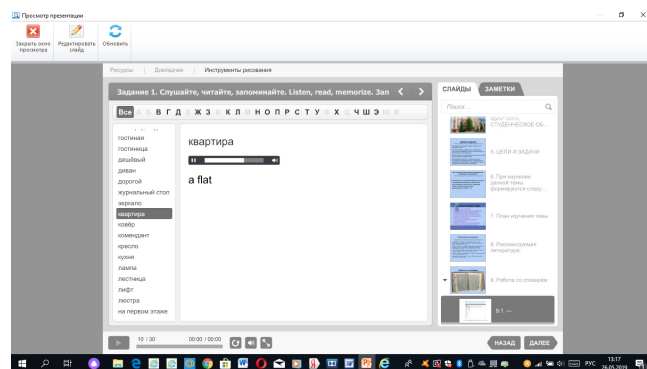 Просмотр презентации
Закрыть окно просмотра
Редактировать слайд
Обновить
Ресурсы
Докладчик
Инструменты рисования
Задание 1. Слушайте, читайте, запоминайте. Listen, read, memorize. Зап
Все А Б В Г Д Е Ж З И К Л М Н О П Р С Т У Ф Х Ц Ч Ш Э Ю Я
гостиная
гостиница
дешёвый
диван
дорогой
журнальный стол
зеркало
квартира
ковёр
комендант
кресло
кухня
лампа
лестница
лифт
люстра
на первом этаже
квартира
a flat
10 / 30
00:00 / 00:00
СЛАЙДЫ
ЗАМЕТКИ
Поиск...
СТУДЕНЧЕСКОЕ ОБ...
5. ЦЕЛИ И ЗАДАЧИ
6. При изучении данной темы формируются следу...
7. План изучения темы
8. Рекомендуемая литература
9. Работа со словарём
9.1. —
НАЗАД
ДАЛЕЕ
РУС
13:17
26.05.2019